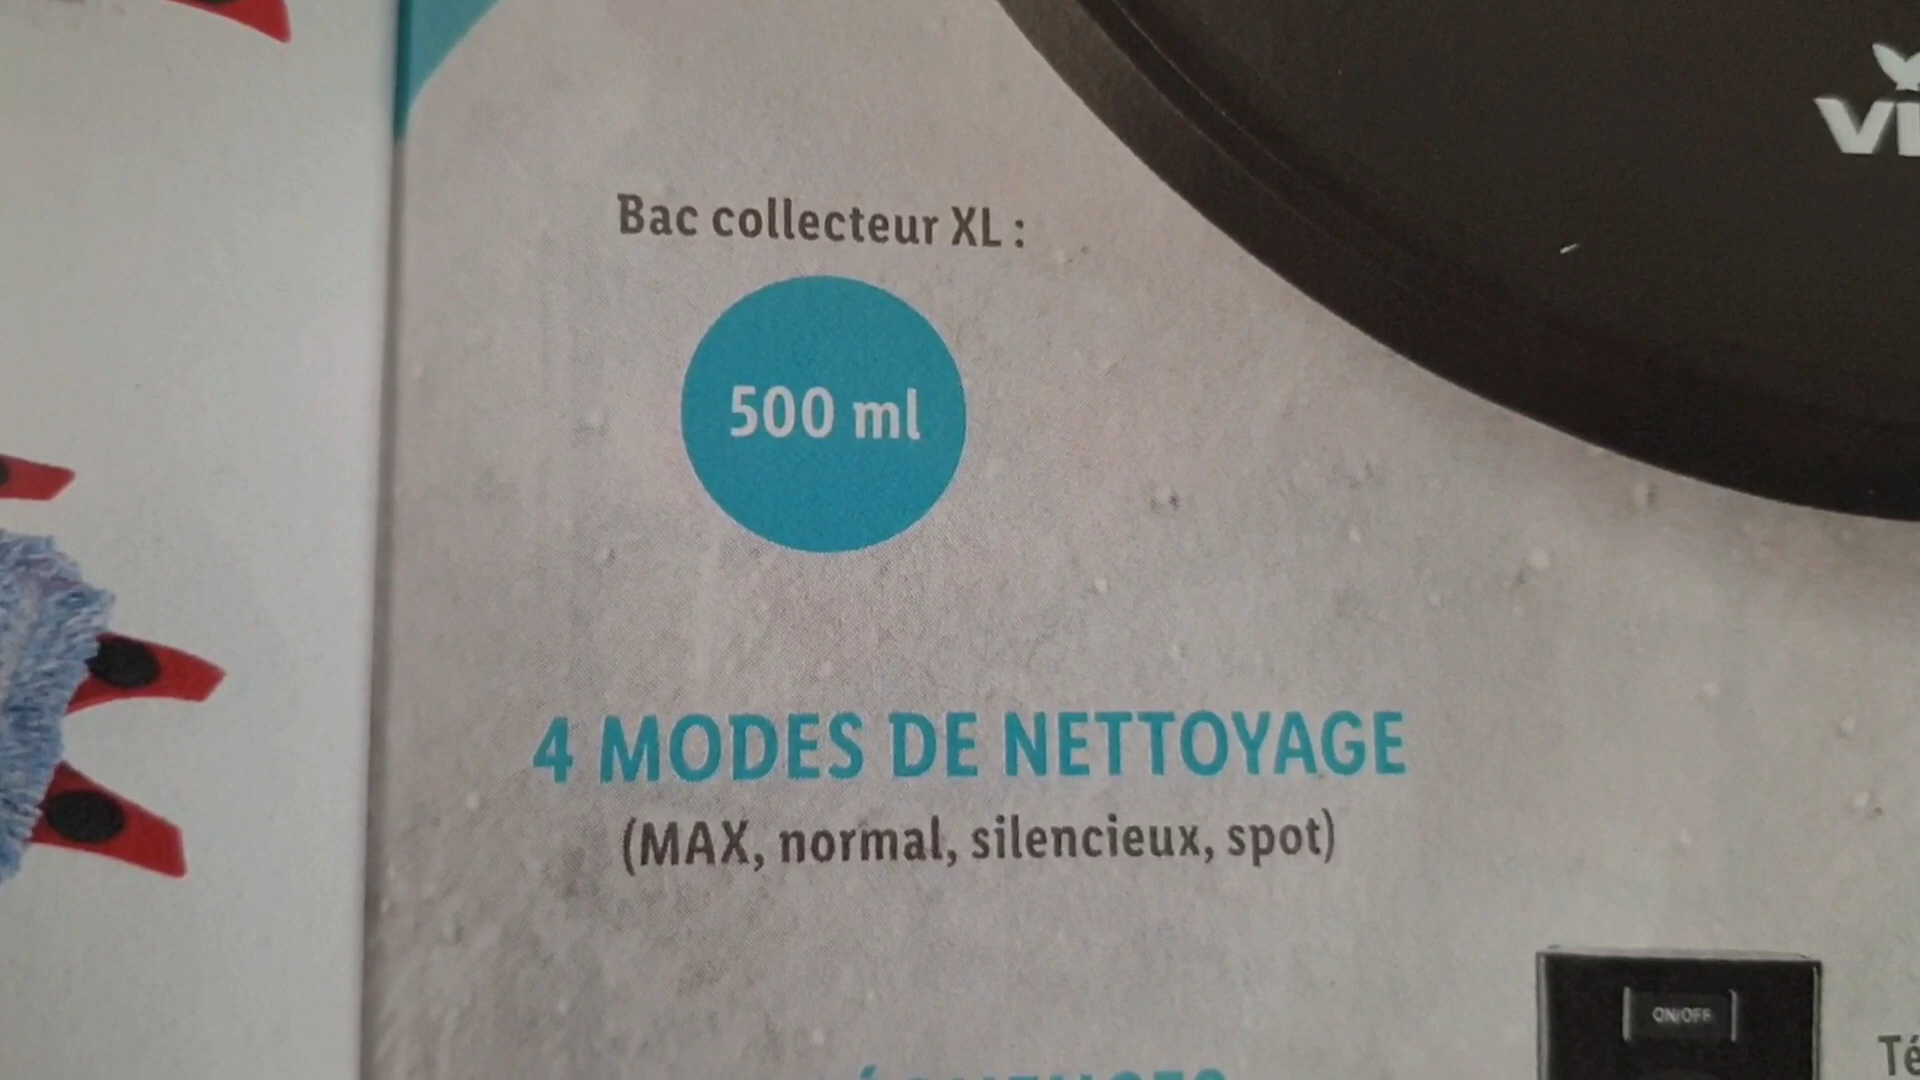 Bac collecteur XL :
500 ml
4 MODES DE NETTOYAGE
(MAX, normal, silencieux, spot)
ON/OFF